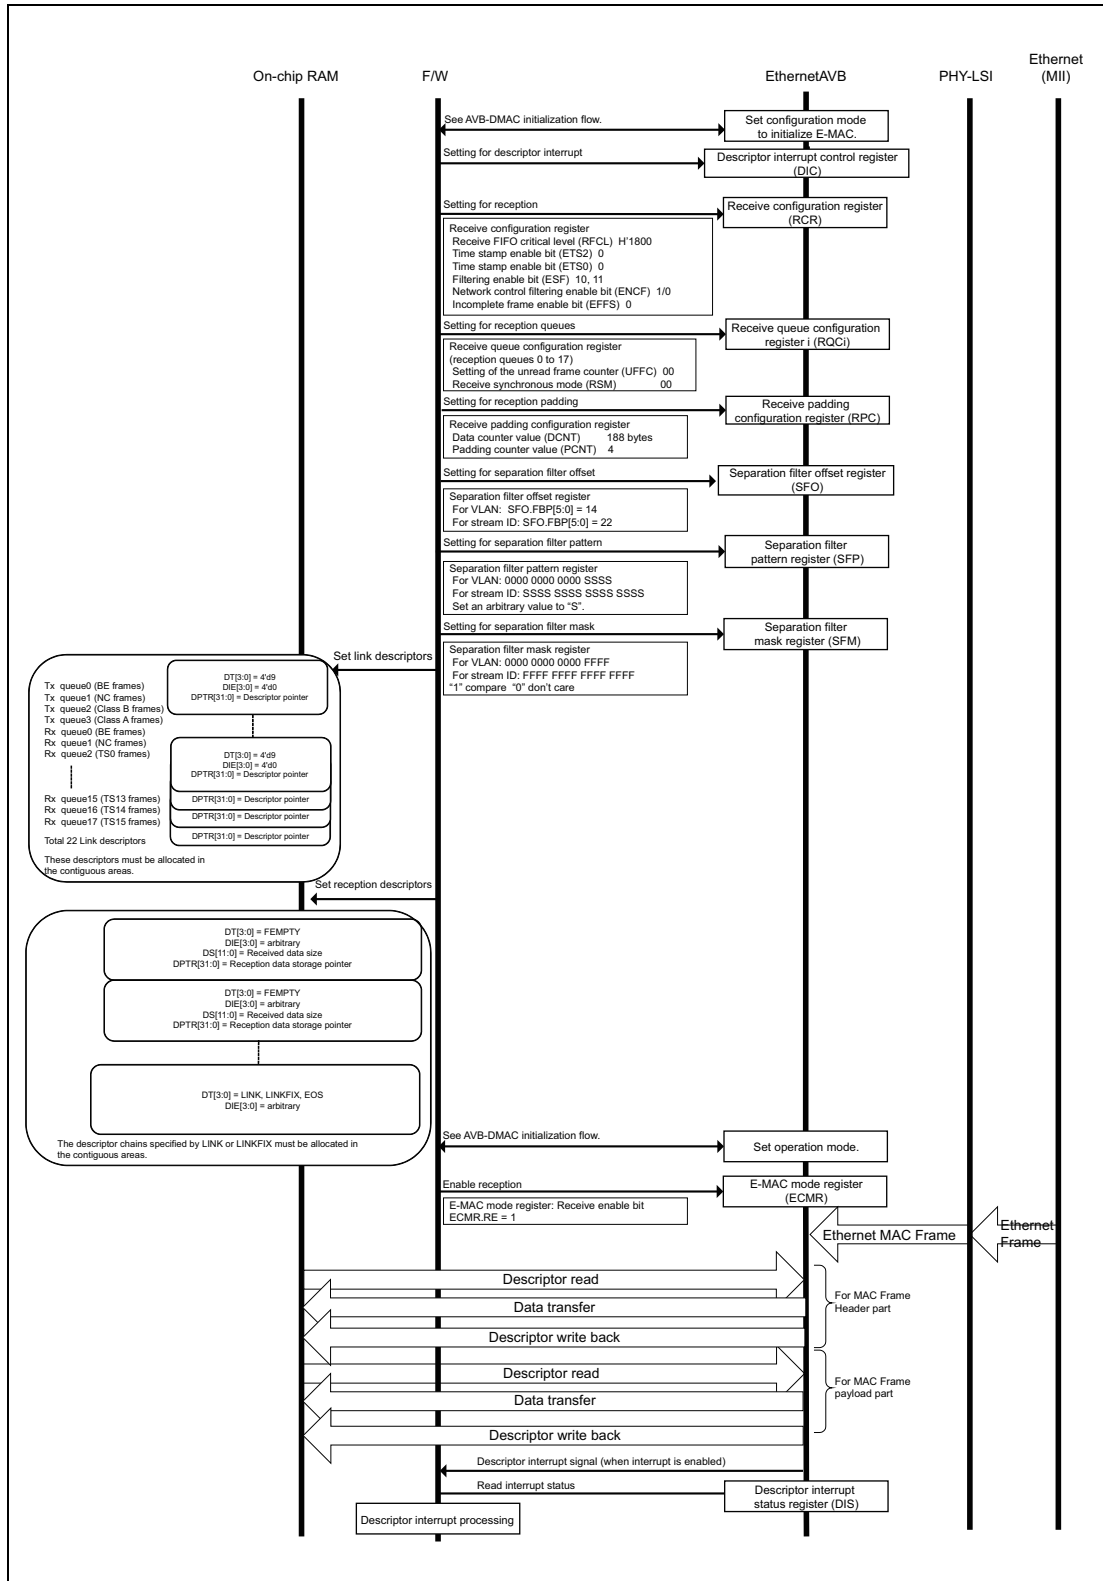 On-chip RAM
F/W
EthernetAVB
PHY-LSI
Ethernet
(MII)
See AVB-DMAC initialization flow.
Set configuration mode
to initialize E-MAC.
Setting for descriptor interrupt
Descriptor interrupt control register
(DIC)
Setting for reception
Receive configuration register
(RCR)
Receive configuration register
Receive FIFO critical level (RFCL) H'1800
Time stamp enable bit (ETS2) 0
Time stamp enable bit (ETS0) 0
Filtering enable bit (ESF) 10, 11
Network control filtering enable bit (ENCF) 1/0
Incomplete frame enable bit (EFFS) 0
Setting for reception queues
Receive queue configuration
register i (RQCi)
Receive queue configuration register
(reception queues 0 to 17)
Setting of the unread frame counter (UFFC) 00
Receive synchronous mode (RSM) 00
Setting for reception padding
Receive padding
configuration register (RPC)
Receive padding configuration register
Data counter value (DCNT) 188 bytes
Padding counter value (PCNT) 4
Setting for separation filter offset
Separation filter offset register
(SFO)
Separation filter offset register
For VLAN: SFO.FBP[5:0] = 14
For stream ID: SFO.FBP[5:0] = 22
Setting for separation filter pattern
Separation filter
pattern register (SFP)
Separation filter pattern register
For VLAN: 0000 0000 0000 SSSS
For stream ID: SSSS SSSS SSSS SSSS
Set an arbitrary value to “S”.
Setting for separation filter mask
Separation filter
mask register (SFM)
Separation filter mask register
For VLAN: 0000 0000 0000 FFFF
For stream ID: FFFF FFFF FFFF FFFF
“1” compare “0” don't care
Set link descriptors
Tx queue0 (BE frames)
Tx queue1 (NC frames)
Tx queue2 (Class B frames)
Tx queue3 (Class A frames)
Rx queue0 (BE frames)
Rx queue1 (NC frames)
Rx queue2 (TS0 frames)
Rx queue15 (TS13 frames)
Rx queue16 (TS14 frames)
Rx queue17 (TS15 frames)
Total 22 Link descriptors
These descriptors must be allocated in
the contiguous areas.
DT[3:0] = 4'd9
DIE[3:0] = 4'd0
DPTR[31:0] = Descriptor pointer
DT[3:0] = 4'd9
DIE[3:0] = 4'd0
DPTR[31:0] = Descriptor pointer
DPTR[31:0] = Descriptor pointer
DPTR[31:0] = Descriptor pointer
DPTR[31:0] = Descriptor pointer
Set reception descriptors
DT[3:0] = FEMPTY
DIE[3:0] = arbitrary
DS[11:0] = Received data size
DPTR[31:0] = Reception data storage pointer
DT[3:0] = FEMPTY
DIE[3:0] = arbitrary
DS[11:0] = Received data size
DPTR[31:0] = Reception data storage pointer
DT[3:0] = LINK, LINKFIX, EOS
DIE[3:0] = arbitrary
The descriptor chains specified by LINK or LINKFIX must be allocated in
the contiguous areas.
See AVB-DMAC initialization flow.
Set operation mode.
Enable reception
E-MAC mode register
(ECMR)
E-MAC mode register: Receive enable bit
ECMR.RE = 1
Ethernet MAC Frame
Ethernet
Frame
Descriptor read
Data transfer
Descriptor write back
For MAC Frame
Header part
Descriptor read
Data transfer
Descriptor write back
For MAC Frame
payload part
Descriptor interrupt signal (when interrupt is enabled)
Read interrupt status
Descriptor interrupt
status register (DIS)
Descriptor interrupt processing